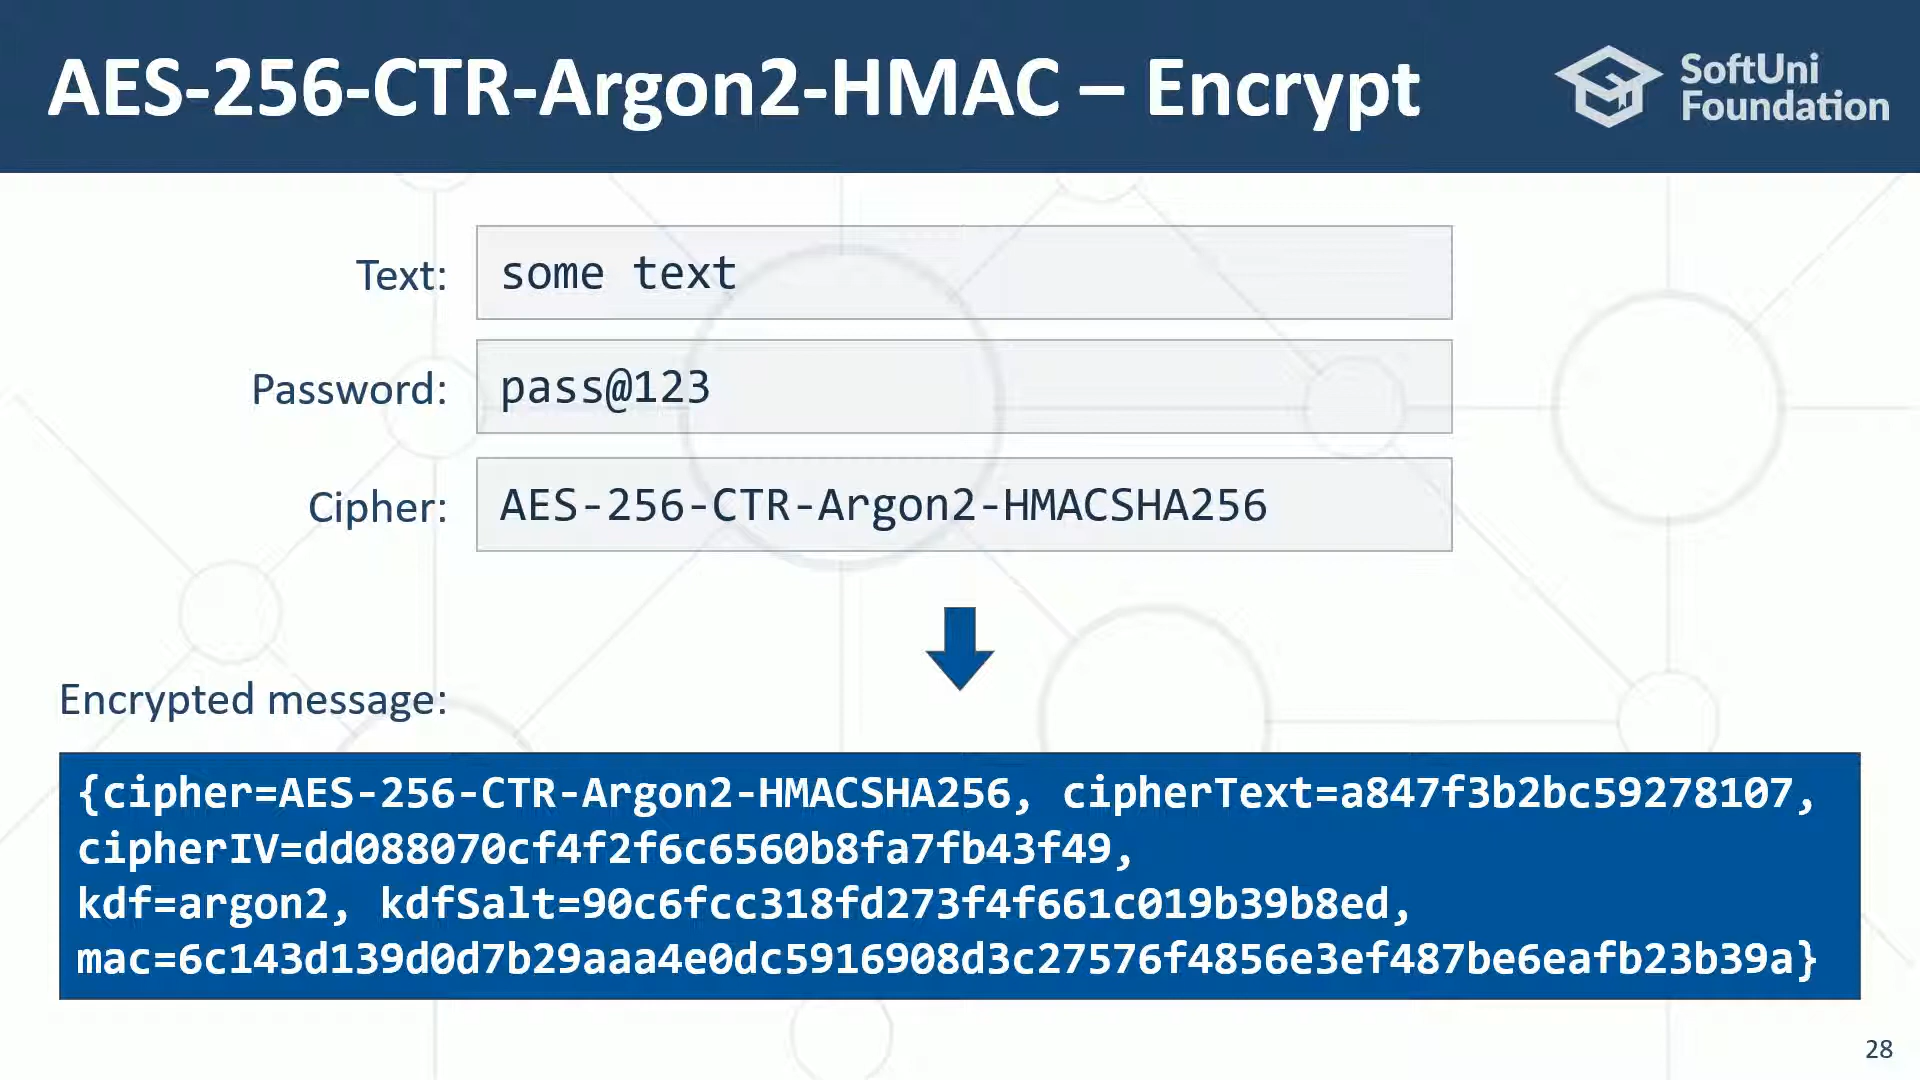 AES-256-CTR-Argon2-HMAC – Encrypt
SoftUni
Foundation
Text: some text
Password: pass@123
Cipher: AES-256-CTR-Argon2-HMACSHA256
Encrypted message:
{cipher=AES-256-CTR-Argon2-HMACSHA256, cipherText=a847f3b2bc59278107,
cipherIV=dd088070cf4f2f6c6560b8fa7fb43f49,
kdf=argon2, kdfSalt=90c6fcc318fd273f4f661c019b39b8ed,
mac=6c143d139d0d7b29aaa4e0dc5916908d3c27576f4856e3ef487be6eafb23b39a}
28